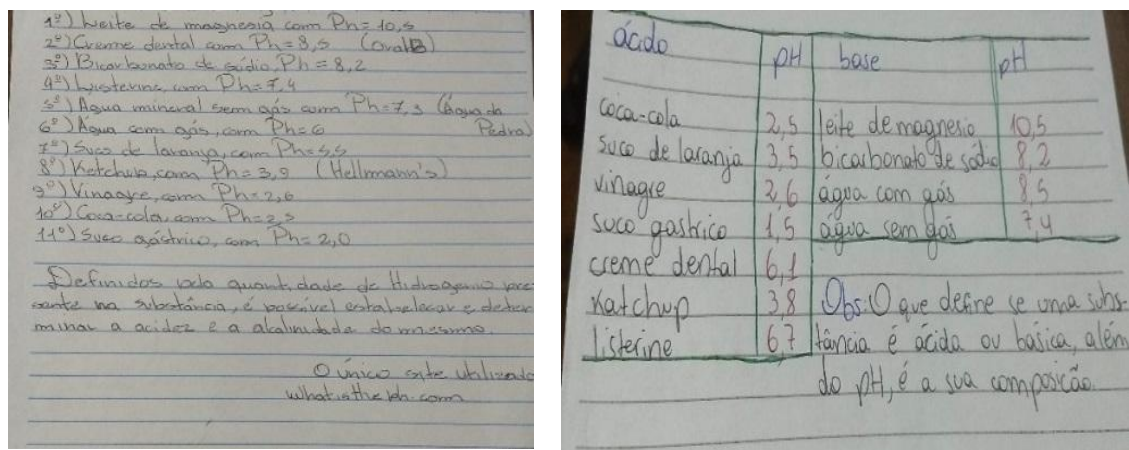 1º) Leite de magnesia com Ph= 10,5
2º) Creme dental com Ph= 8,5 (oral B)
3º) Bicarbonato de sódio, Ph= 8,2
4º) Listerine, com Ph= 7,4
5º) Água mineral sem gás com Ph= 7,3 (Água da
Pedra)
6º) Água com gás, com Ph= 6
7º) Suco de laranja, com Ph= 5,5
8º) Ketchup, com Ph= 3,9 (Hellmann's)
9º) Vinagre, com Ph= 2,6
10º) Coca-cola, com Ph= 2,5
11º) Suco gástrico, com Ph= 2,0
Definidos pela quantidade de Hidrogenio pre
sente na substância, é possível estabelecer e deter
minar a acidez e a alcalinidade do mesmo.
O único site utilizado
whatistheph.com
ácido pH base pH
coca-cola 2,5 leite de magnesio 10,5
suco de laranja 3,5 bicarbonato de sódio 8,2
vinagre 2,6 água com gás 8,5
suco gastrico 1,5 água sem gás 7,4
creme dental 6,1
Katchup 3,8 Obs: O que define se uma subs-
listerine 6,7 tância é ácida ou básica, além
do pH, é a sua composição.